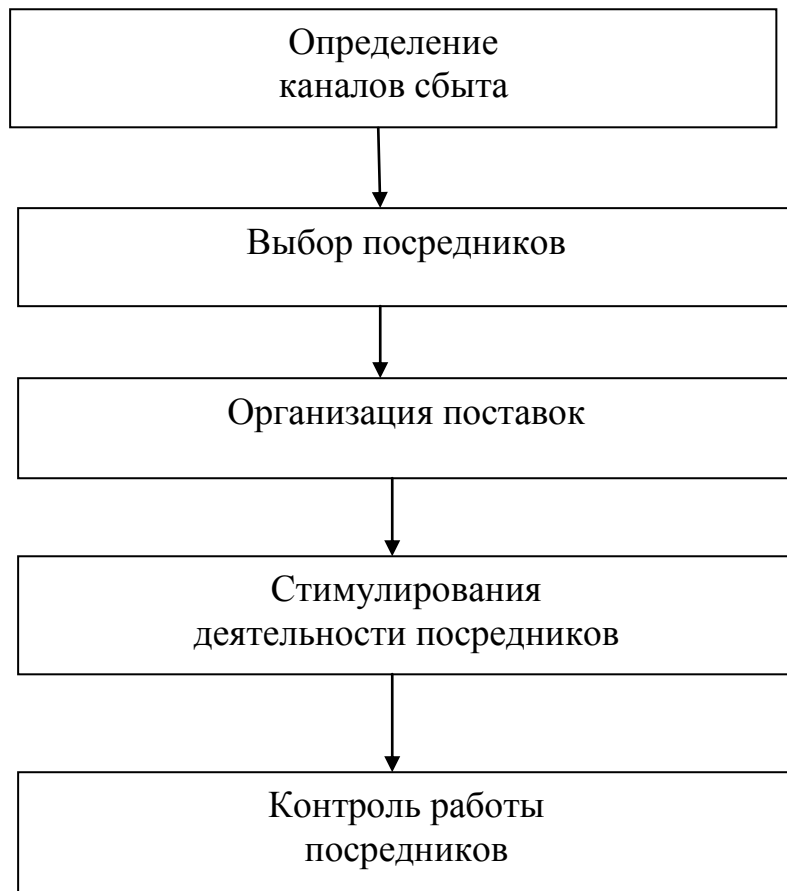 Определение
каналов сбыта
Выбор посредников
Организация поставок
Стимулирования
деятельности посредников
Контроль работы
посредников